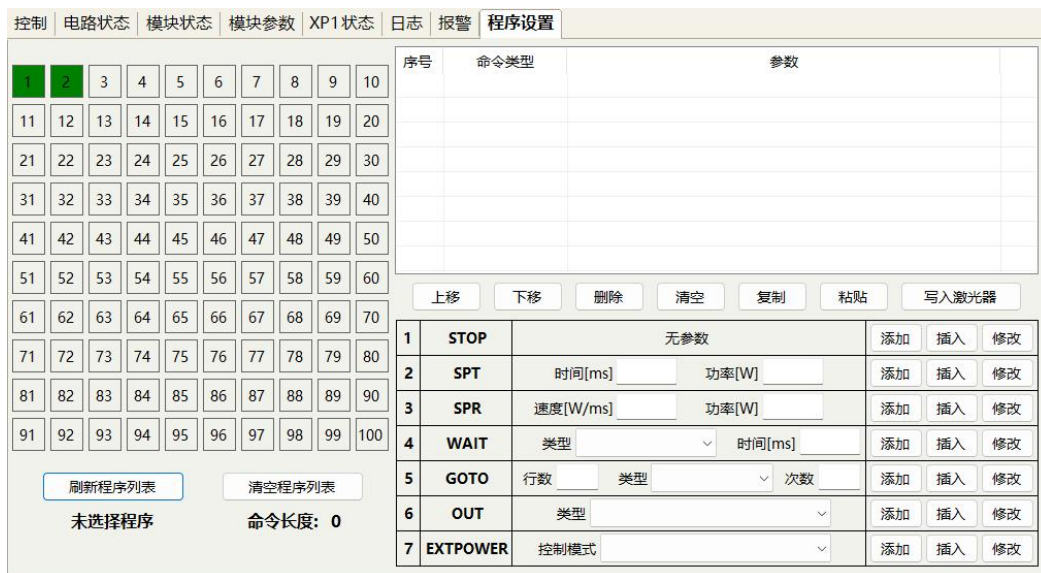 控制 电路状态 模块状态 模块参数 XP1状态 日志 报警 程序设置
序号 命令类型 参数
1 2 3 4 5 6 7 8 9 10
11 12 13 14 15 16 17 18 19 20
21 22 23 24 25 26 27 28 29 30
31 32 33 34 35 36 37 38 39 40
41 42 43 44 45 46 47 48 49 50
51 52 53 54 55 56 57 58 59 60
61 62 63 64 65 66 67 68 69 70
71 72 73 74 75 76 77 78 79 80
81 82 83 84 85 86 87 88 89 90
91 92 93 94 95 96 97 98 99 100
刷新程序列表 清空程序列表
未选择程序 命令长度: 0
上移 下移 删除 清空 复制 粘贴 写入激光器
1 STOP 无参数 添加 插入 修改
2 SPT 时间[ms] 功率[W] 添加 插入 修改
3 SPR 速度[W/ms] 功率[W] 添加 插入 修改
4 WAIT 类型 时间[ms] 添加 插入 修改
5 GOTO 行数 类型 次数 添加 插入 修改
6 OUT 类型 添加 插入 修改
7 EXTPOWER 控制模式 添加 插入 修改